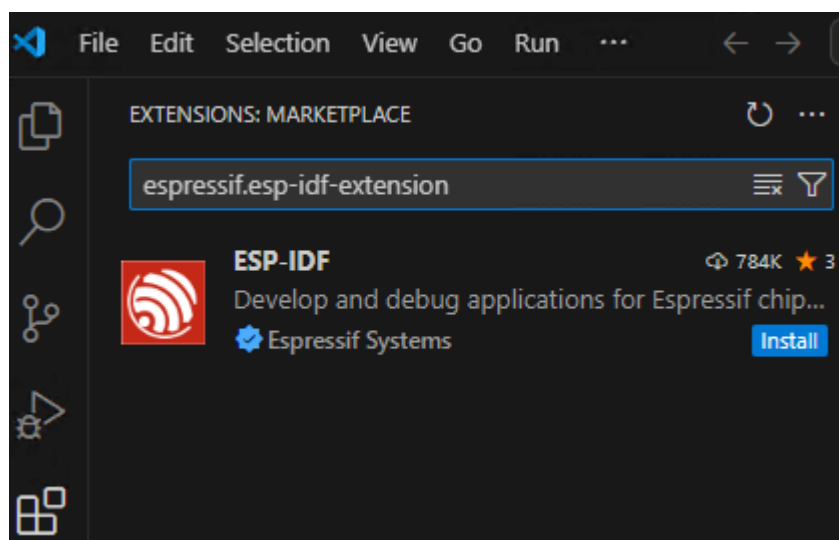 File Edit Selection View Go Run ...
EXTENSIONS: MARKETPLACE
espressif.esp-idf-extension
ESP-IDF 784K 3
Develop and debug applications for Espressif chip...
Espressif Systems Install